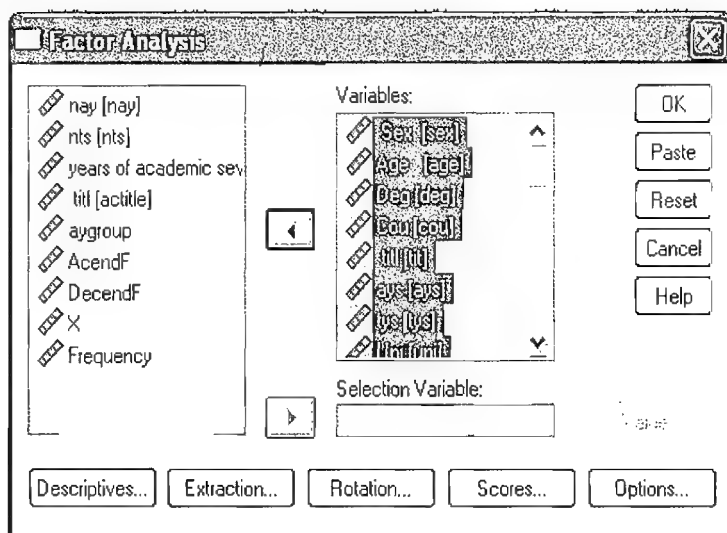 Factor Analysis
nay [nay]
nts [nts]
years of academic sev
titl [actitle]
aygroup
AcendF
DecendF
X
Frequency
Variables:
Sex [sex]
Age [age]
Deg [deg]
Cou [cou]
titl [tit]
ays [ays]
tys [tys]
Selection Variable:
OK
Paste
Reset
Cancel
Help
Descriptives... Extraction... Rotation... Scores... Options...